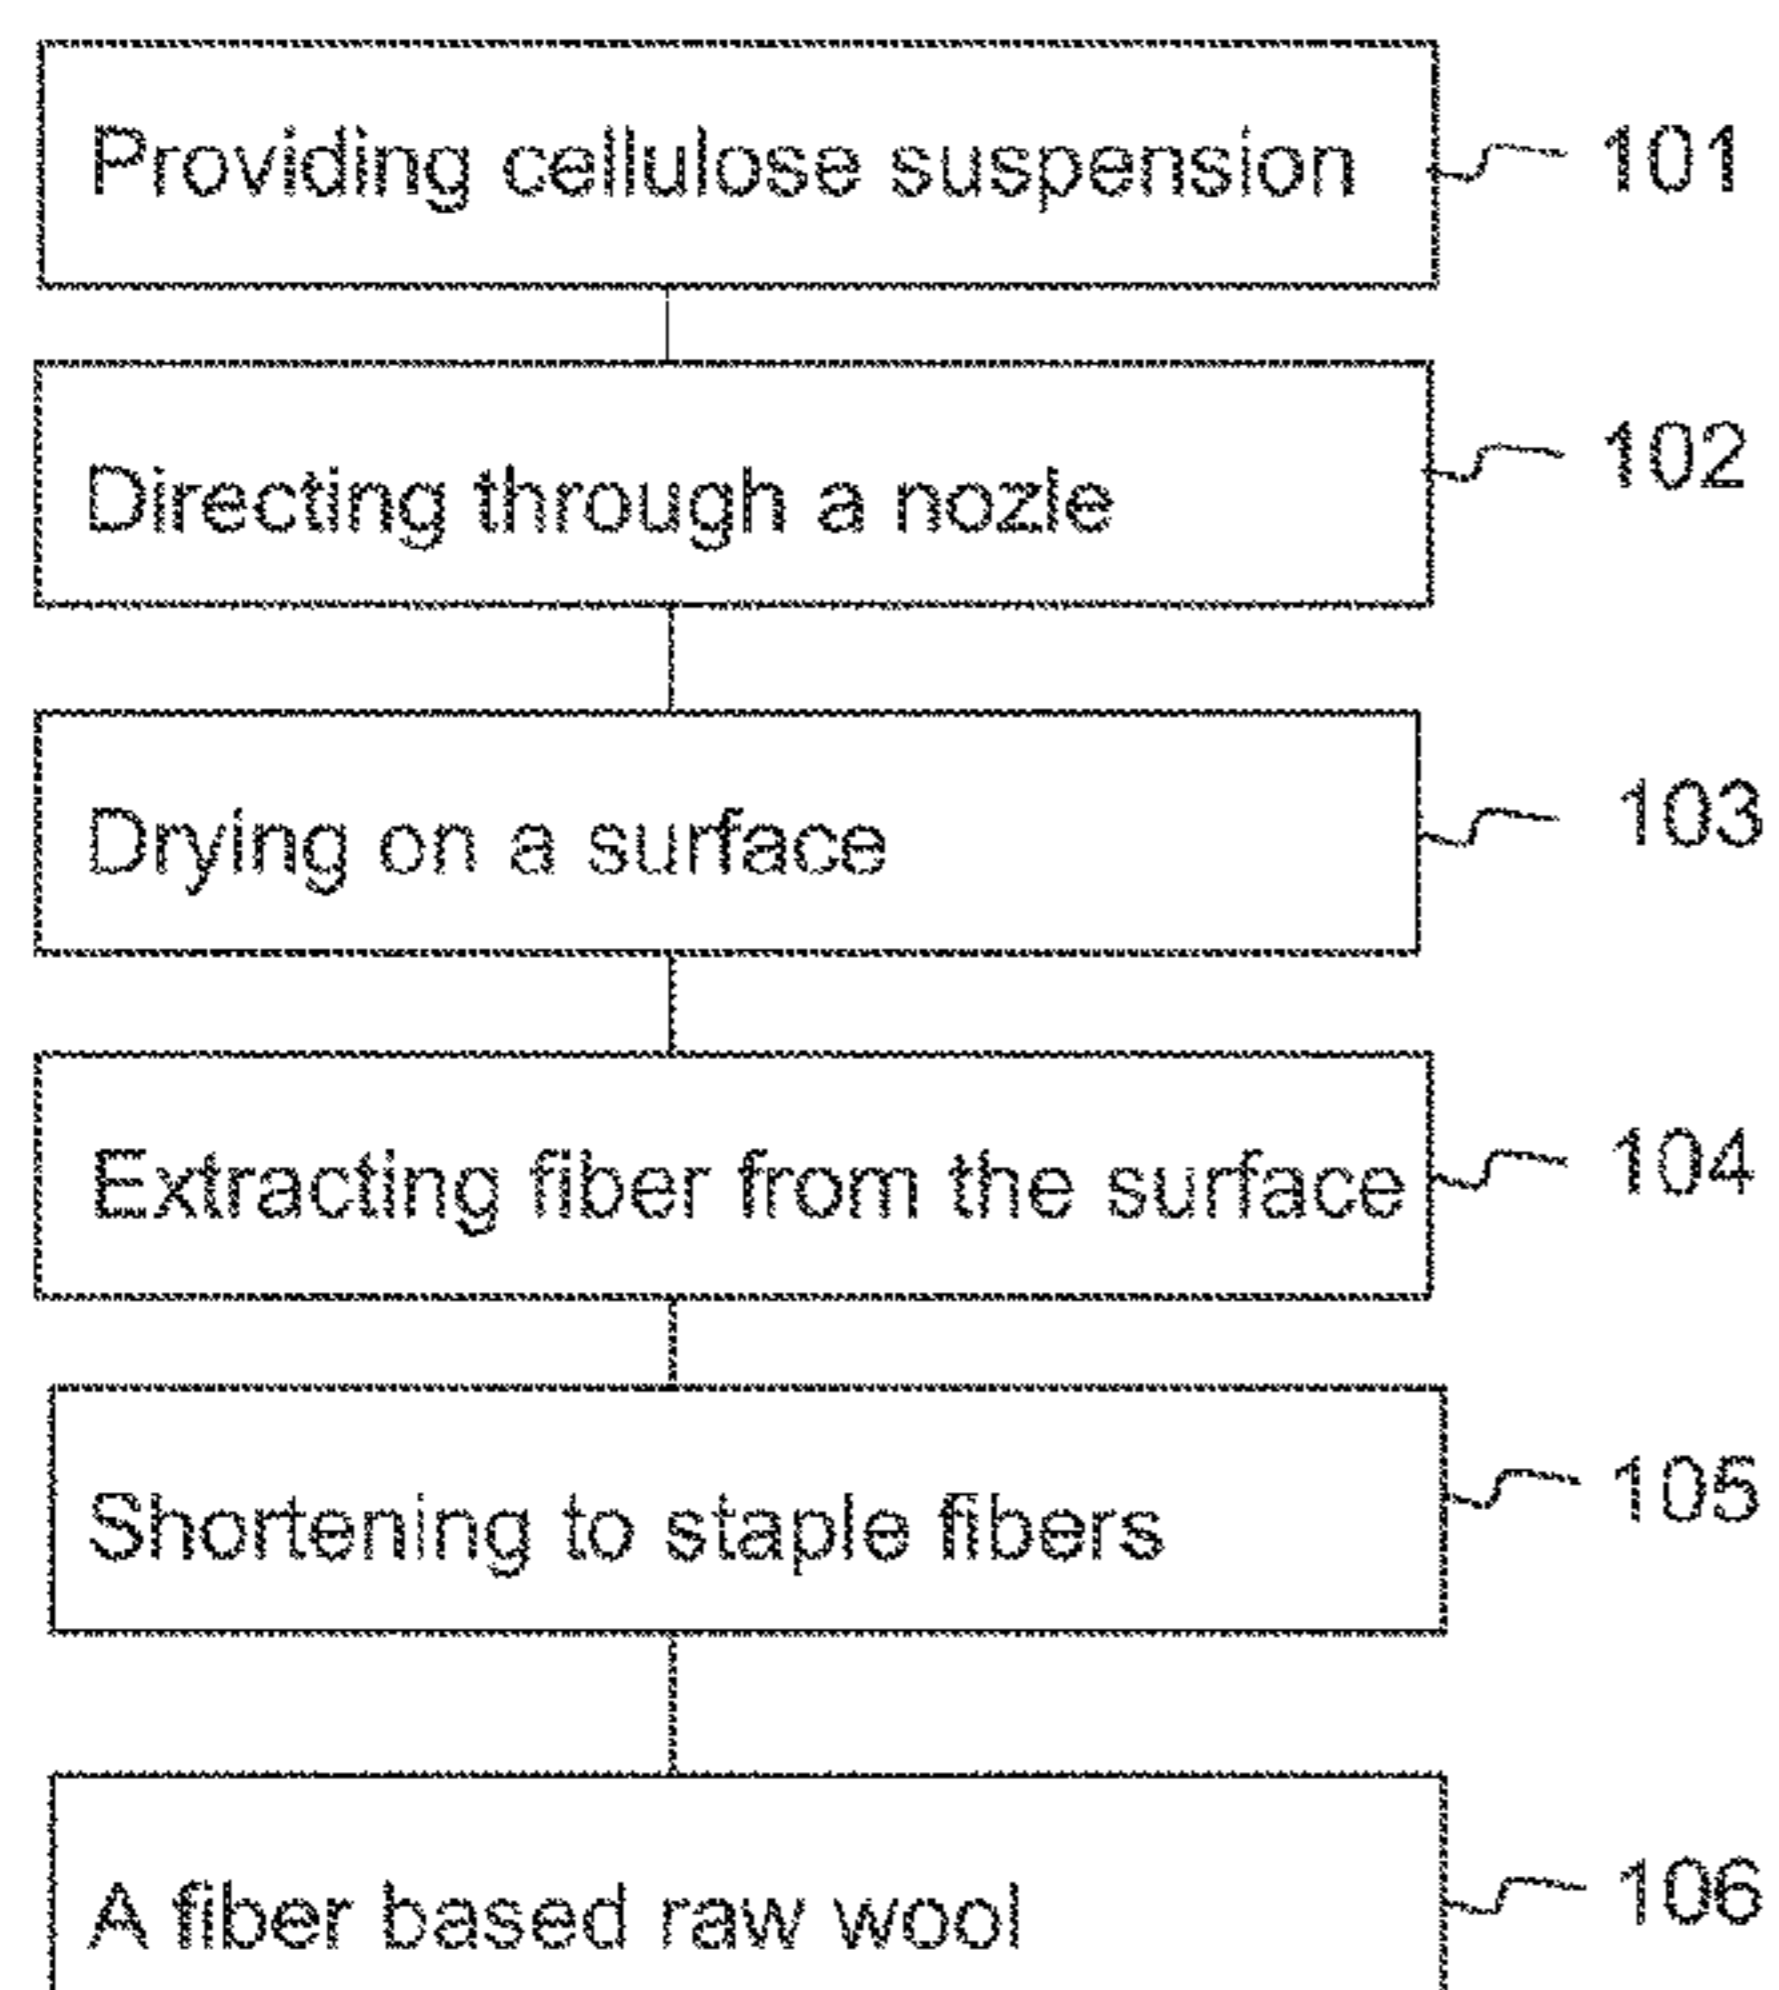 Providing cellulose suspension 101
Directing through a nozle 102
Drying on a surface 103
Extracting fiber from the surface 104
Shortening to staple fibers 105
A fiber based raw wool 106